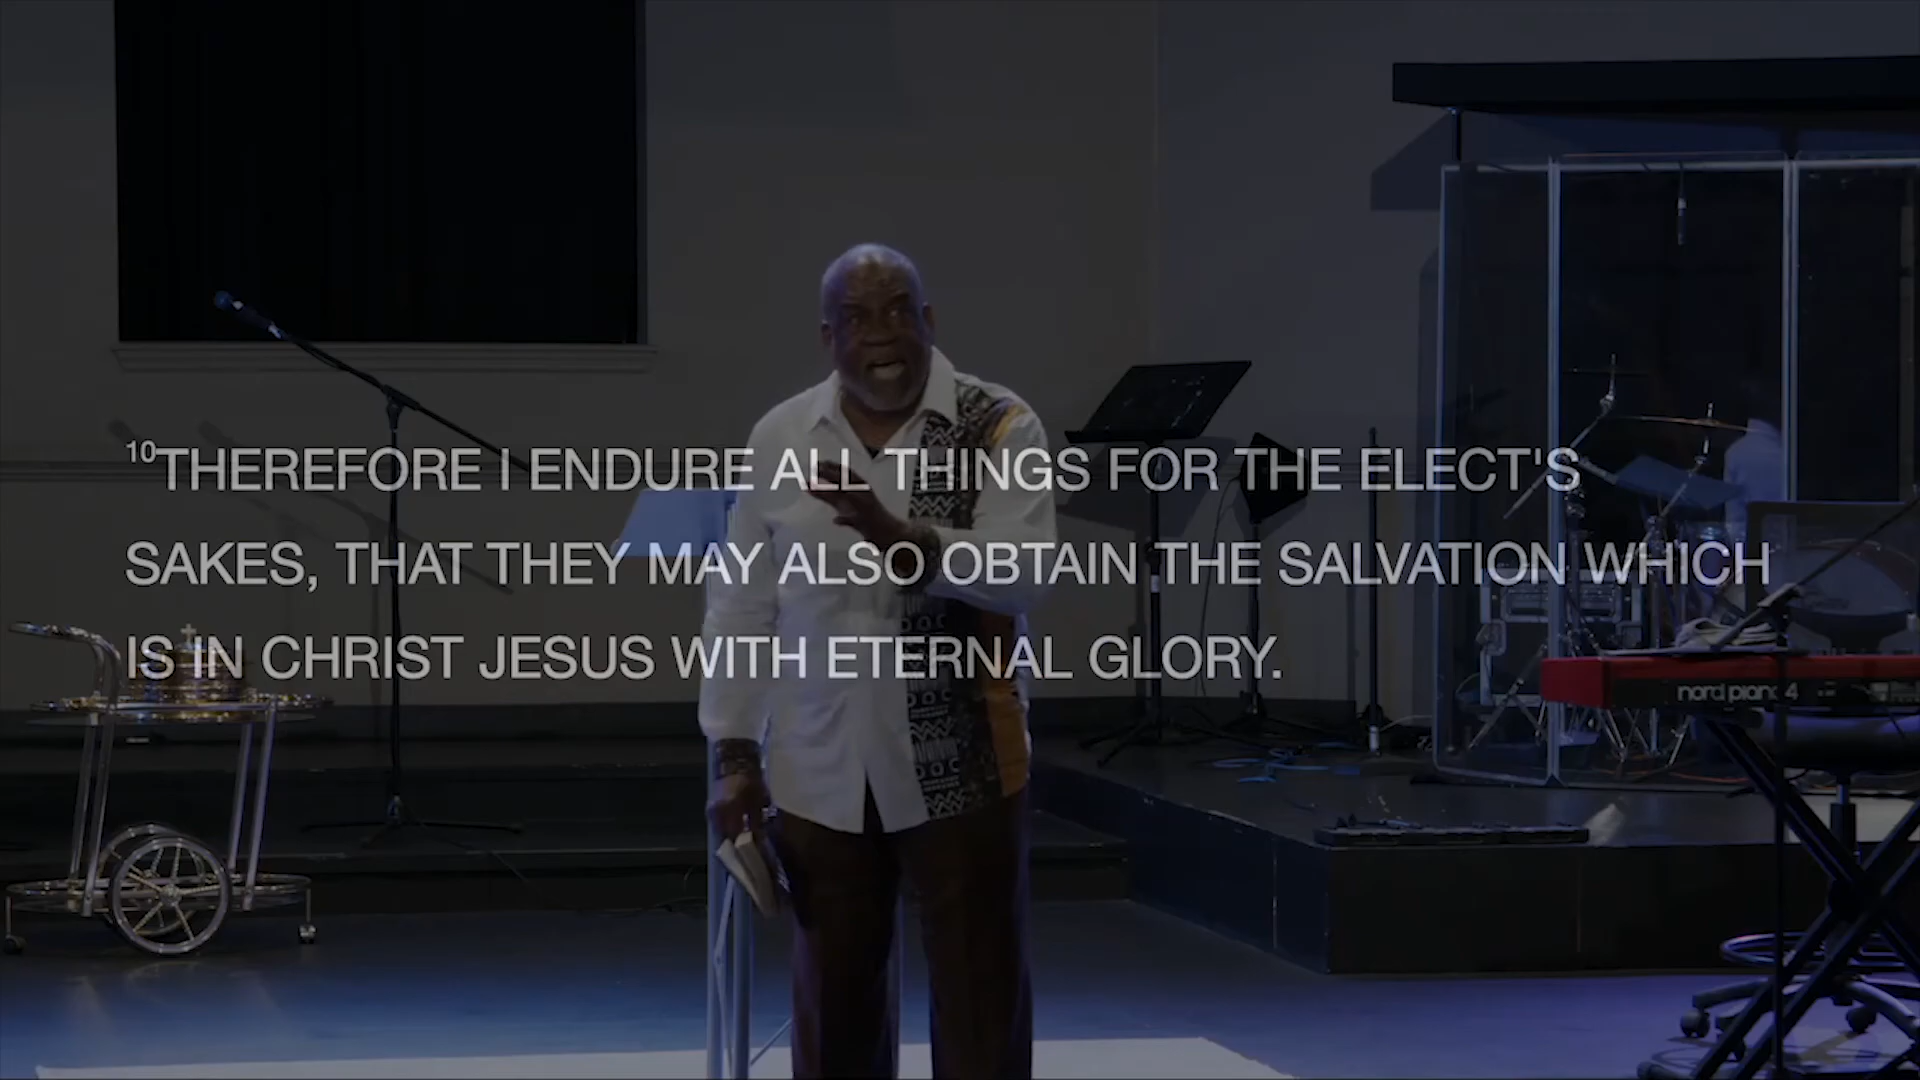 ¹⁰THEREFORE I ENDURE ALL THINGS FOR THE ELECT'S
SAKES, THAT THEY MAY ALSO OBTAIN THE SALVATION WHICH
IS IN CHRIST JESUS WITH ETERNAL GLORY.
nord piano 4